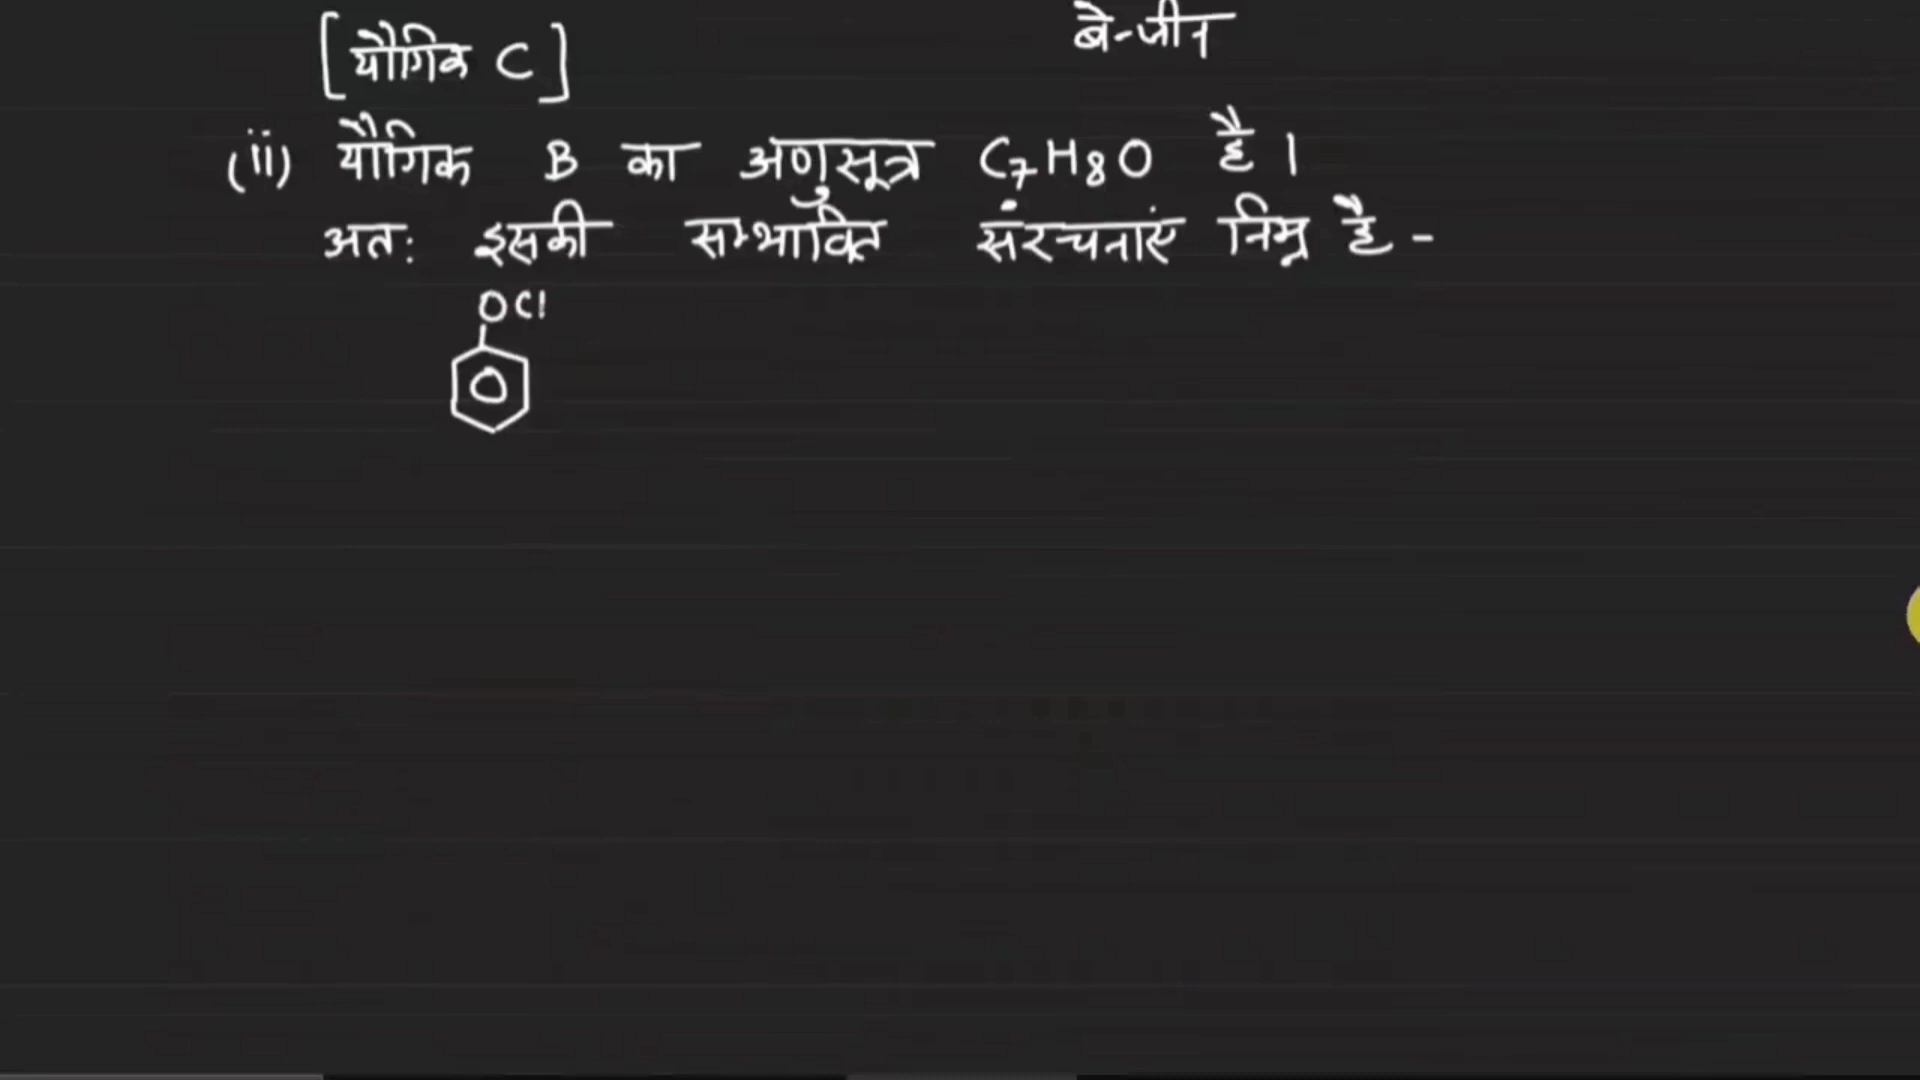 [यौगिक C]
बेन्जीन
(ii) यौगिक B का अणुसूत्र C₇H₈O है।
अतः इसकी सम्भावित संरचनाएं निम्न है -
OCl